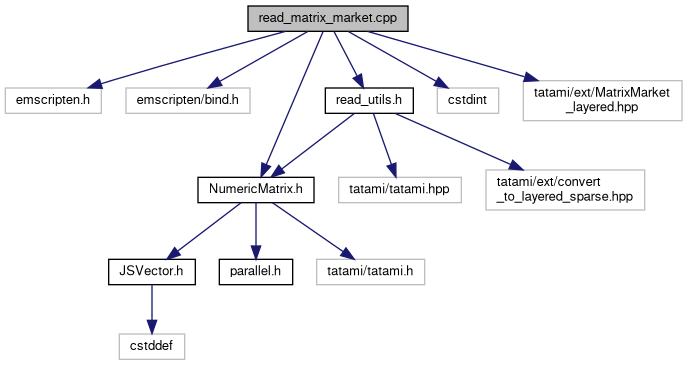 read_matrix_market.cpp
emscripten.h
emscripten/bind.h
read_utils.h
cstdint
tatami/ext/MatrixMarket
_layered.hpp
NumericMatrix.h
tatami/tatami.hpp
tatami/ext/convert
_to_layered_sparse.hpp
JSVector.h
parallel.h
tatami/tatami.h
cstddef